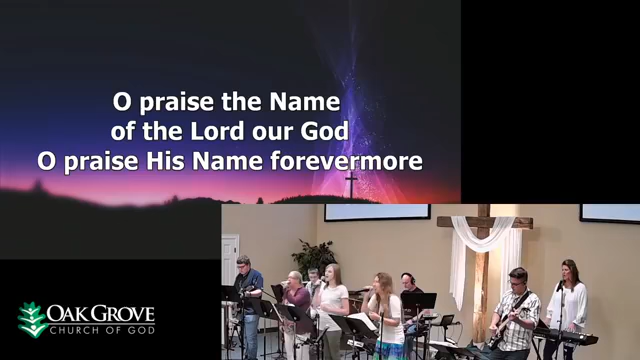 O praise the Name
of the Lord our God
O praise His Name forevermore
OAK GROVE
CHURCH OF GOD